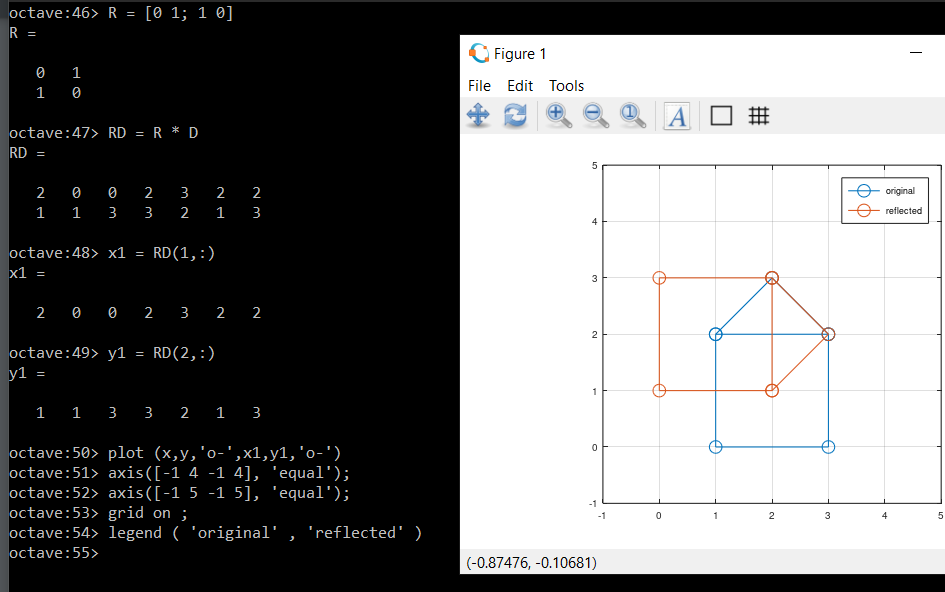 octave:46> R = [0 1; 1 0]
R =
0 1
1 0
octave:47> RD = R * D
RD =
2 0 0 2 3 2 2
1 1 3 3 2 1 3
octave:48> x1 = RD(1,:)
x1 =
2 0 0 2 3 2 2
octave:49> y1 = RD(2,:)
y1 =
1 1 3 3 2 1 3
octave:50> plot (x,y,'o-',x1,y1,'o-')
octave:51> axis([-1 4 -1 4], 'equal');
octave:52> axis([-1 5 -1 5], 'equal');
octave:53> grid on ;
octave:54> legend ( 'original' , 'reflected' )
octave:55>
Figure 1
File Edit Tools
1 A
5
4
3
2
1
0
-1
-1 0 1 2 3 4 5
original
reflected
(-0.87476, -0.10681)